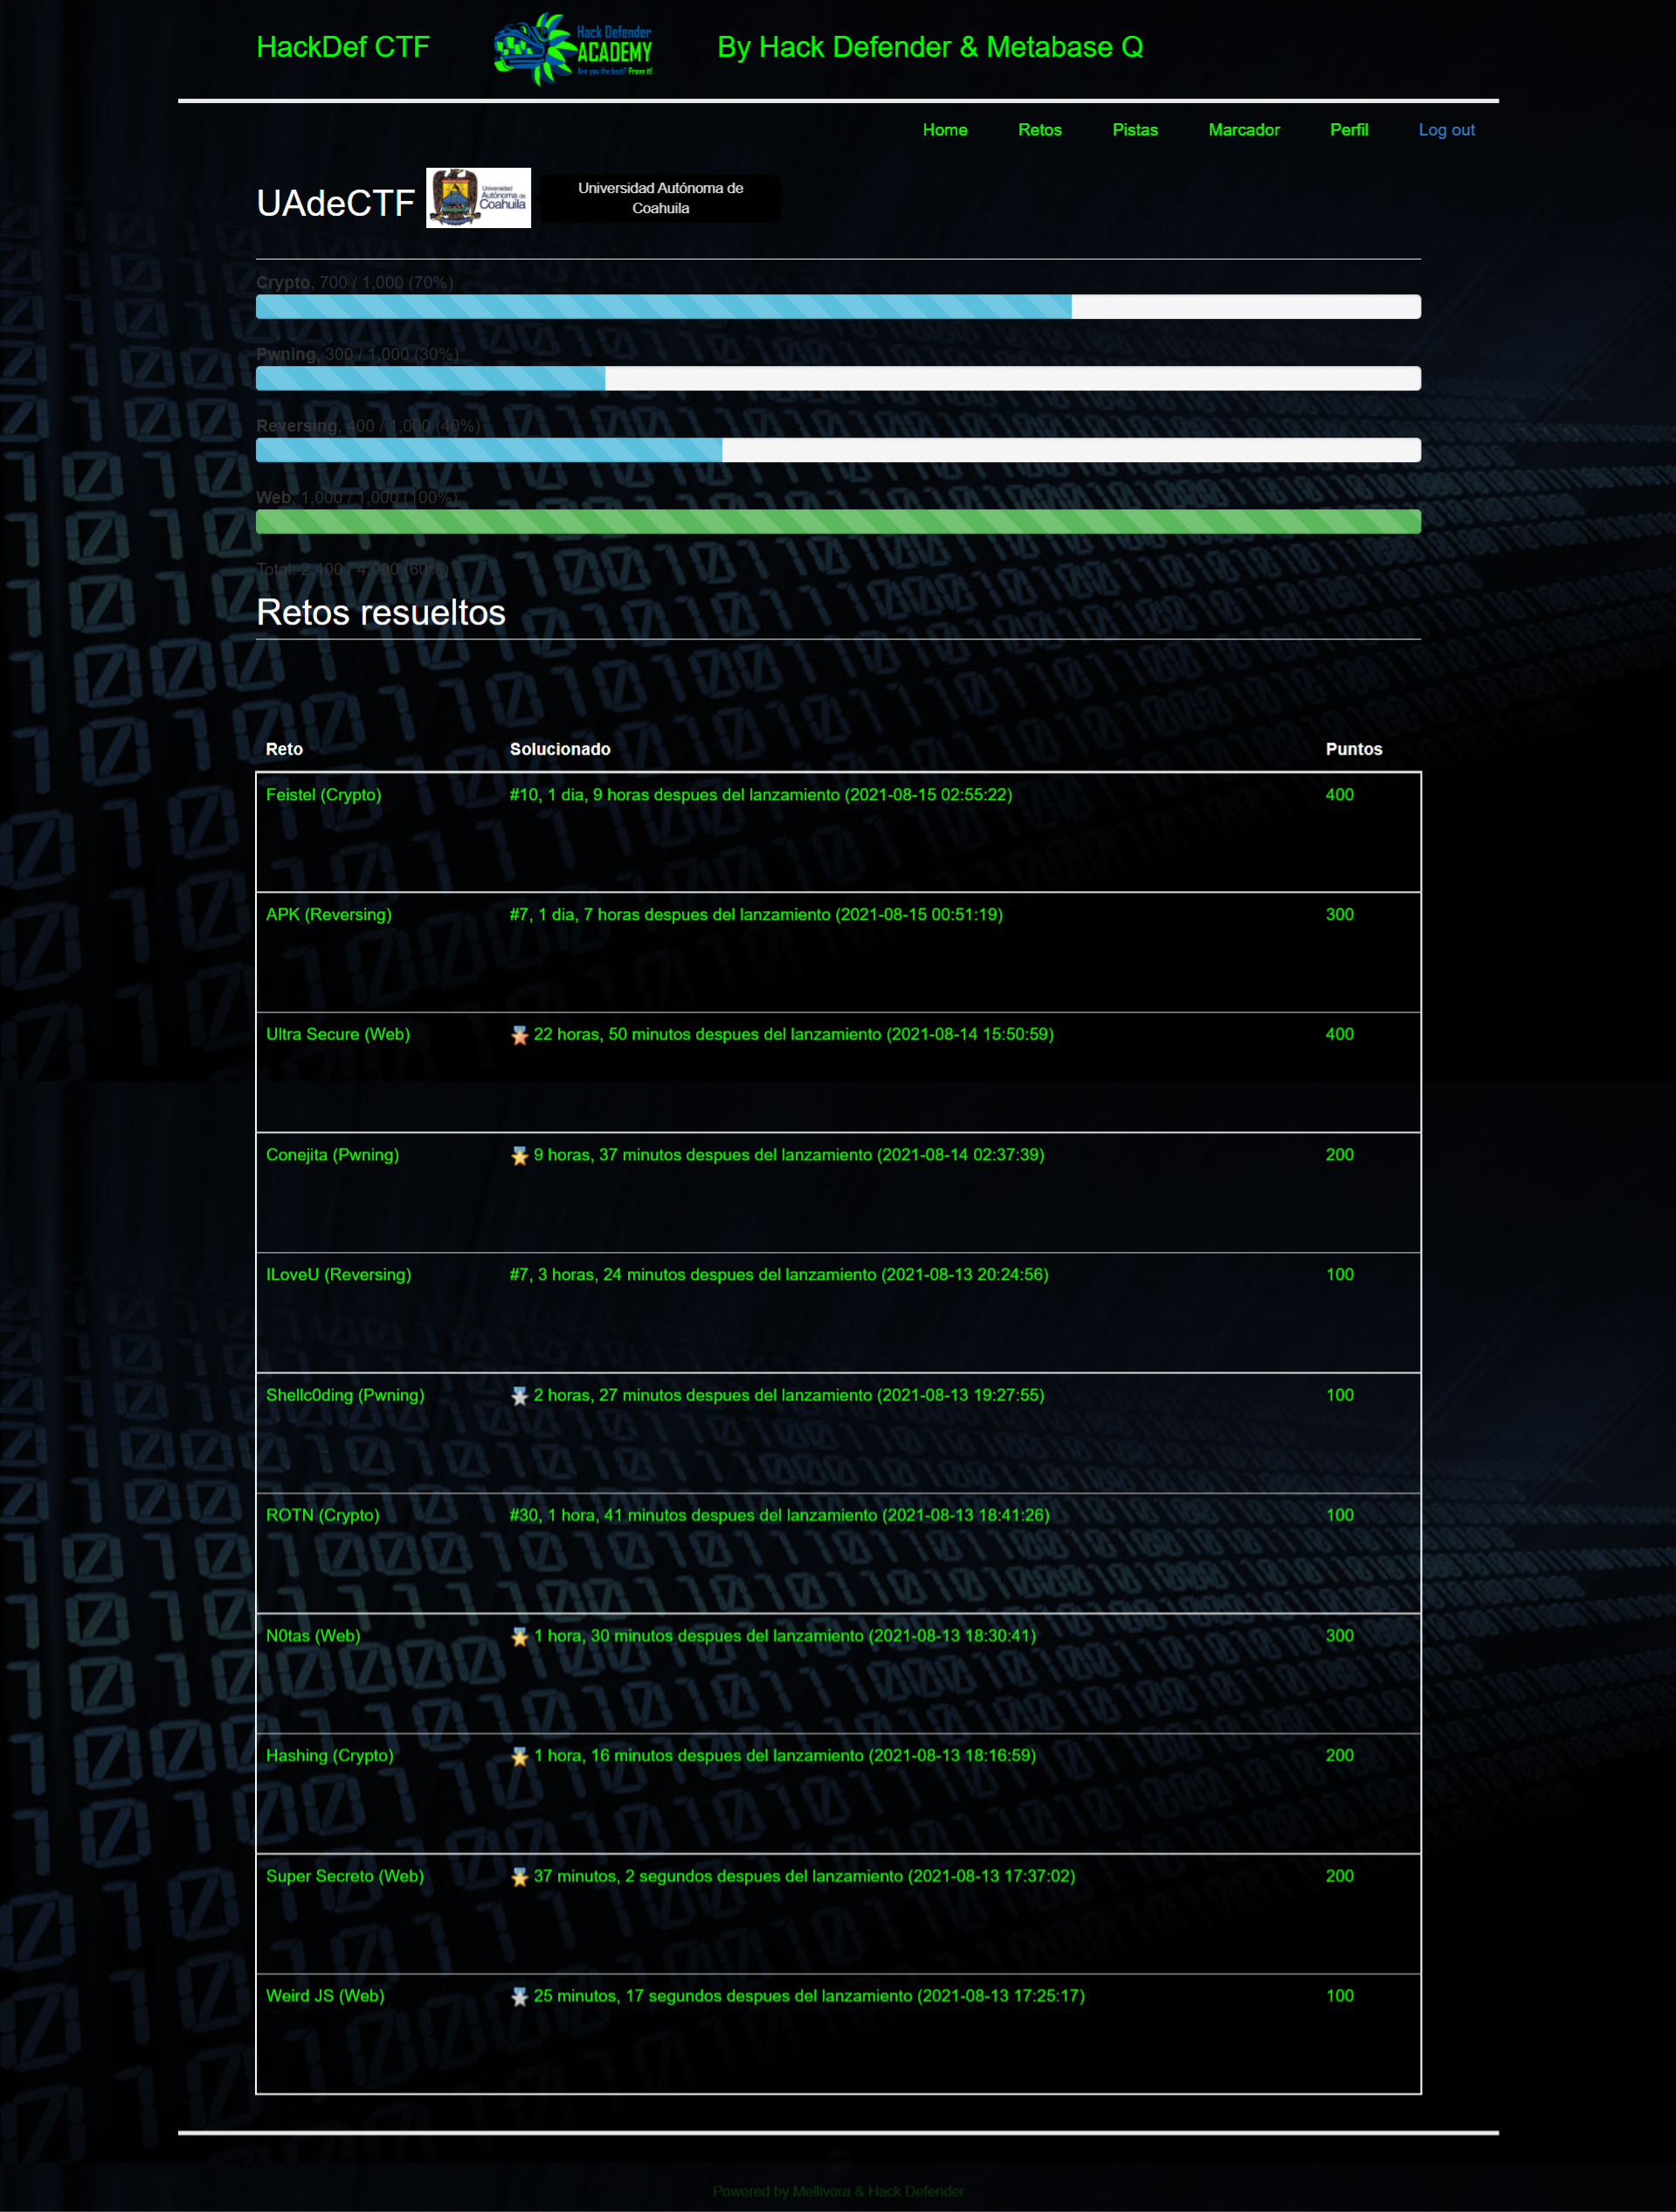 HackDef CTF
Hack Defender
ACADEMY
Are you the best? Prove it!
By Hack Defender & Metabase Q
Home Retos Pistas Marcador Perfil Log out
UAdeCTF
Universidad
Autónoma de
Coahuila
Universidad Autónoma de
Coahuila
Crypto, 700 / 1,000 (70%)
Pwning, 300 / 1,000 (30%)
Reversing, 400 / 1,000 (40%)
Web, 1,000 / 1,000 (100%)
Total: 2,400 / 4,000 (60%)
Retos resueltos
Reto Solucionado Puntos
Feistel (Crypto) #10, 1 dia, 9 horas despues del lanzamiento (2021-08-15 02:55:22) 400
APK (Reversing) #7, 1 dia, 7 horas despues del lanzamiento (2021-08-15 00:51:19) 300
Ultra Secure (Web) 22 horas, 50 minutos despues del lanzamiento (2021-08-14 15:50:59) 400
Conejita (Pwning) 9 horas, 37 minutos despues del lanzamiento (2021-08-14 02:37:39) 200
ILoveU (Reversing) #7, 3 horas, 24 minutos despues del lanzamiento (2021-08-13 20:24:56) 100
Shellc0ding (Pwning) 2 horas, 27 minutos despues del lanzamiento (2021-08-13 19:27:55) 100
ROTN (Crypto) #30, 1 hora, 41 minutos despues del lanzamiento (2021-08-13 18:41:26) 100
N0tas (Web) 1 hora, 30 minutos despues del lanzamiento (2021-08-13 18:30:41) 300
Hashing (Crypto) 1 hora, 16 minutos despues del lanzamiento (2021-08-13 18:16:59) 200
Super Secreto (Web) 37 minutos, 2 segundos despues del lanzamiento (2021-08-13 17:37:02) 200
Weird JS (Web) 25 minutos, 17 segundos despues del lanzamiento (2021-08-13 17:25:17) 100
Powered by Mellivora & Hack Defender